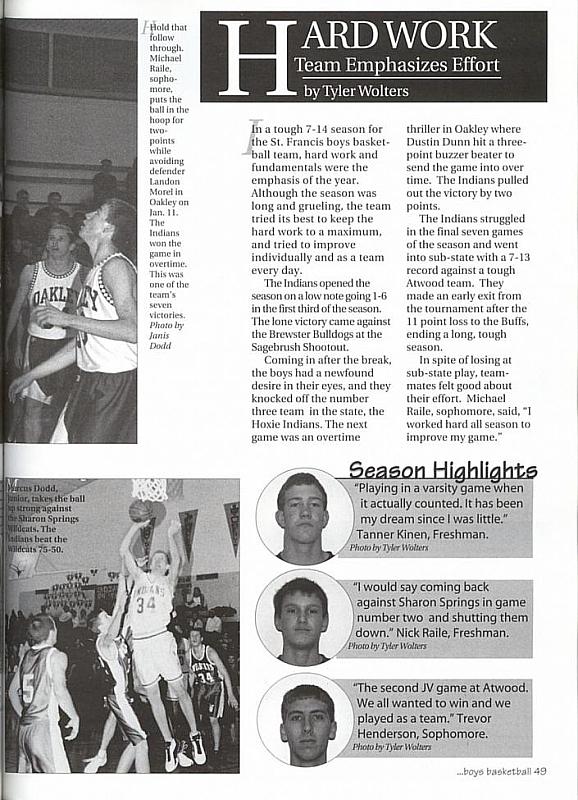 HARD WORK
Team Emphasizes Effort
by Tyler Wolters
Hold that
follow
through.
Michael
Raile,
sopho-
more,
puts the
ball in the
hoop for
two-
points
while
avoiding
defender
Landon
Morel in
Oakley on
Jan. 11.
The
Indians
won the
game in
overtime.
This was
one of the
team's
seven
victories.
Photo by
Janis
Dodd
In a tough 7-14 season for
the St. Francis boys basket-
ball team, hard work and
fundamentals were the
emphasis of the year.
Although the season was
long and grueling, the team
tried its best to keep the
hard work to a maximum,
and tried to improve
individually and as a team
every day.
The Indians opened the
season on a low note going 1-6
in the first third of the season.
The lone victory came against
the Brewster Bulldogs at the
Sagebrush Shootout.
Coming in after the break,
the boys had a newfound
desire in their eyes, and they
knocked off the number
three team in the state, the
Hoxie Indians. The next
game was an overtime
thriller in Oakley where
Dustin Dunn hit a three-
point buzzer beater to
send the game into over
time. The Indians pulled
out the victory by two
points.
The Indians struggled
in the final seven games
of the season and went
into sub-state with a 7-13
record against a tough
Atwood team. They
made an early exit from
the tournament after the
11 point loss to the Buffs,
ending a long, tough
season.
In spite of losing at
sub-state play, team-
mates felt good about
their effort. Michael
Raile, sophomore, said, "I
worked hard all season to
improve my game."
OAKLEY
Marcus Dodd,
junior, takes the ball
up strong against
the Sharon Springs
Wildcats. The
Indians beat the
Wildcats 75-50.
INDIANS
34
5
34
Season Highlights
"Playing in a varsity game when
it actually counted. It has been
my dream since I was little."
Tanner Kinen, Freshman.
Photo by Tyler Wolters
"I would say coming back
against Sharon Springs in game
number two and shutting them
down." Nick Raile, Freshman.
Photo by Tyler Wolters
"The second JV game at Atwood.
We all wanted to win and we
played as a team." Trevor
Henderson, Sophomore.
Photo by Tyler Wolters
...boys basketball 49